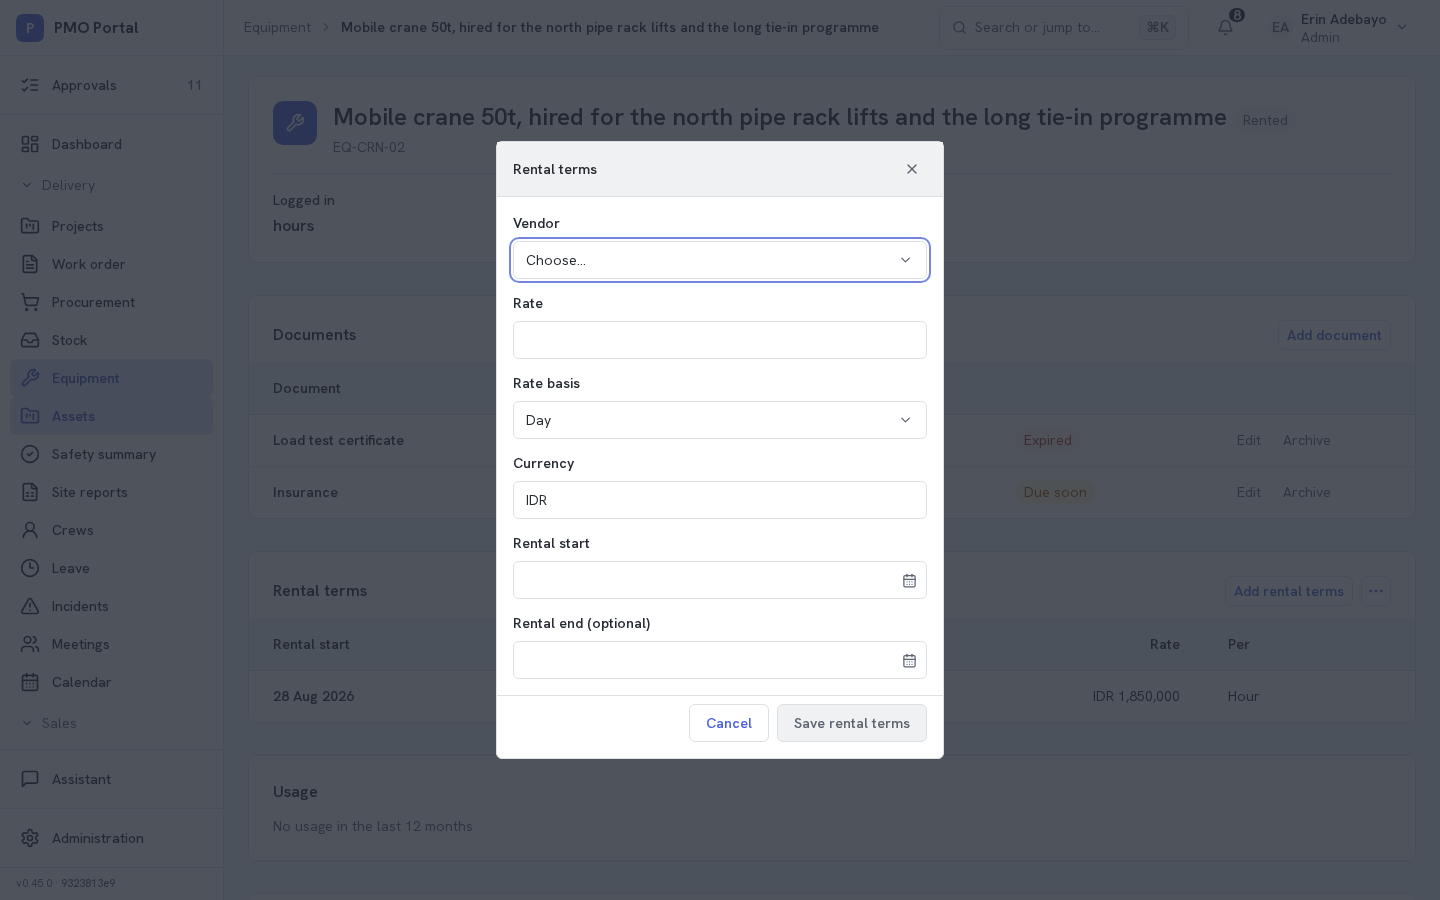 P PMO Portal
Equipment > Mobile crane 50t, hired for the north pipe rack lifts and the long tie-in programme
Search or jump to... ⌘K
8
EA Erin Adebayo
Admin
Approvals 11
Dashboard
Delivery
Projects
Work order
Procurement
Stock
Equipment
Assets
Safety summary
Site reports
Crews
Leave
Incidents
Meetings
Calendar
Sales
Assistant
Administration
v0.45.0 · 9323813e9
Mobile crane 50t, hired for the north pipe rack lifts and the long tie-in programme Rented
EQ-CRN-02
Logged in
hours
Documents Add document
Document
Load test certificate Expired Edit Archive
Insurance Due soon Edit Archive
Rental terms Add rental terms
Rental start Rate Per
28 Aug 2026 IDR 1,850,000 Hour
Usage
No usage in the last 12 months
Rental terms
Vendor
Choose...
Rate
Rate basis
Day
Currency
IDR
Rental start
Rental end (optional)
Cancel Save rental terms